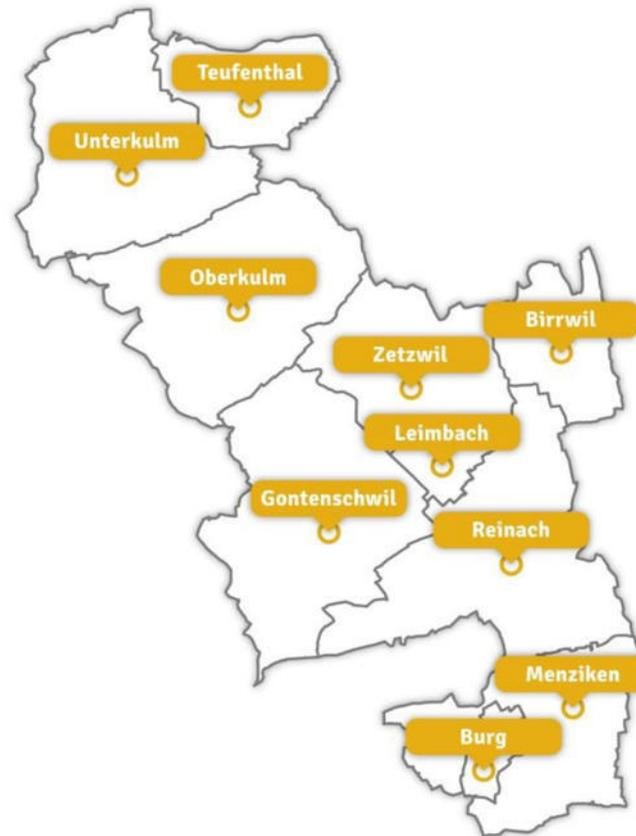 Teufenthal
Unterkulm
Oberkulm
Birrwil
Zetzwil
Leimbach
Gontenschwil
Reinach
Menziken
Burg